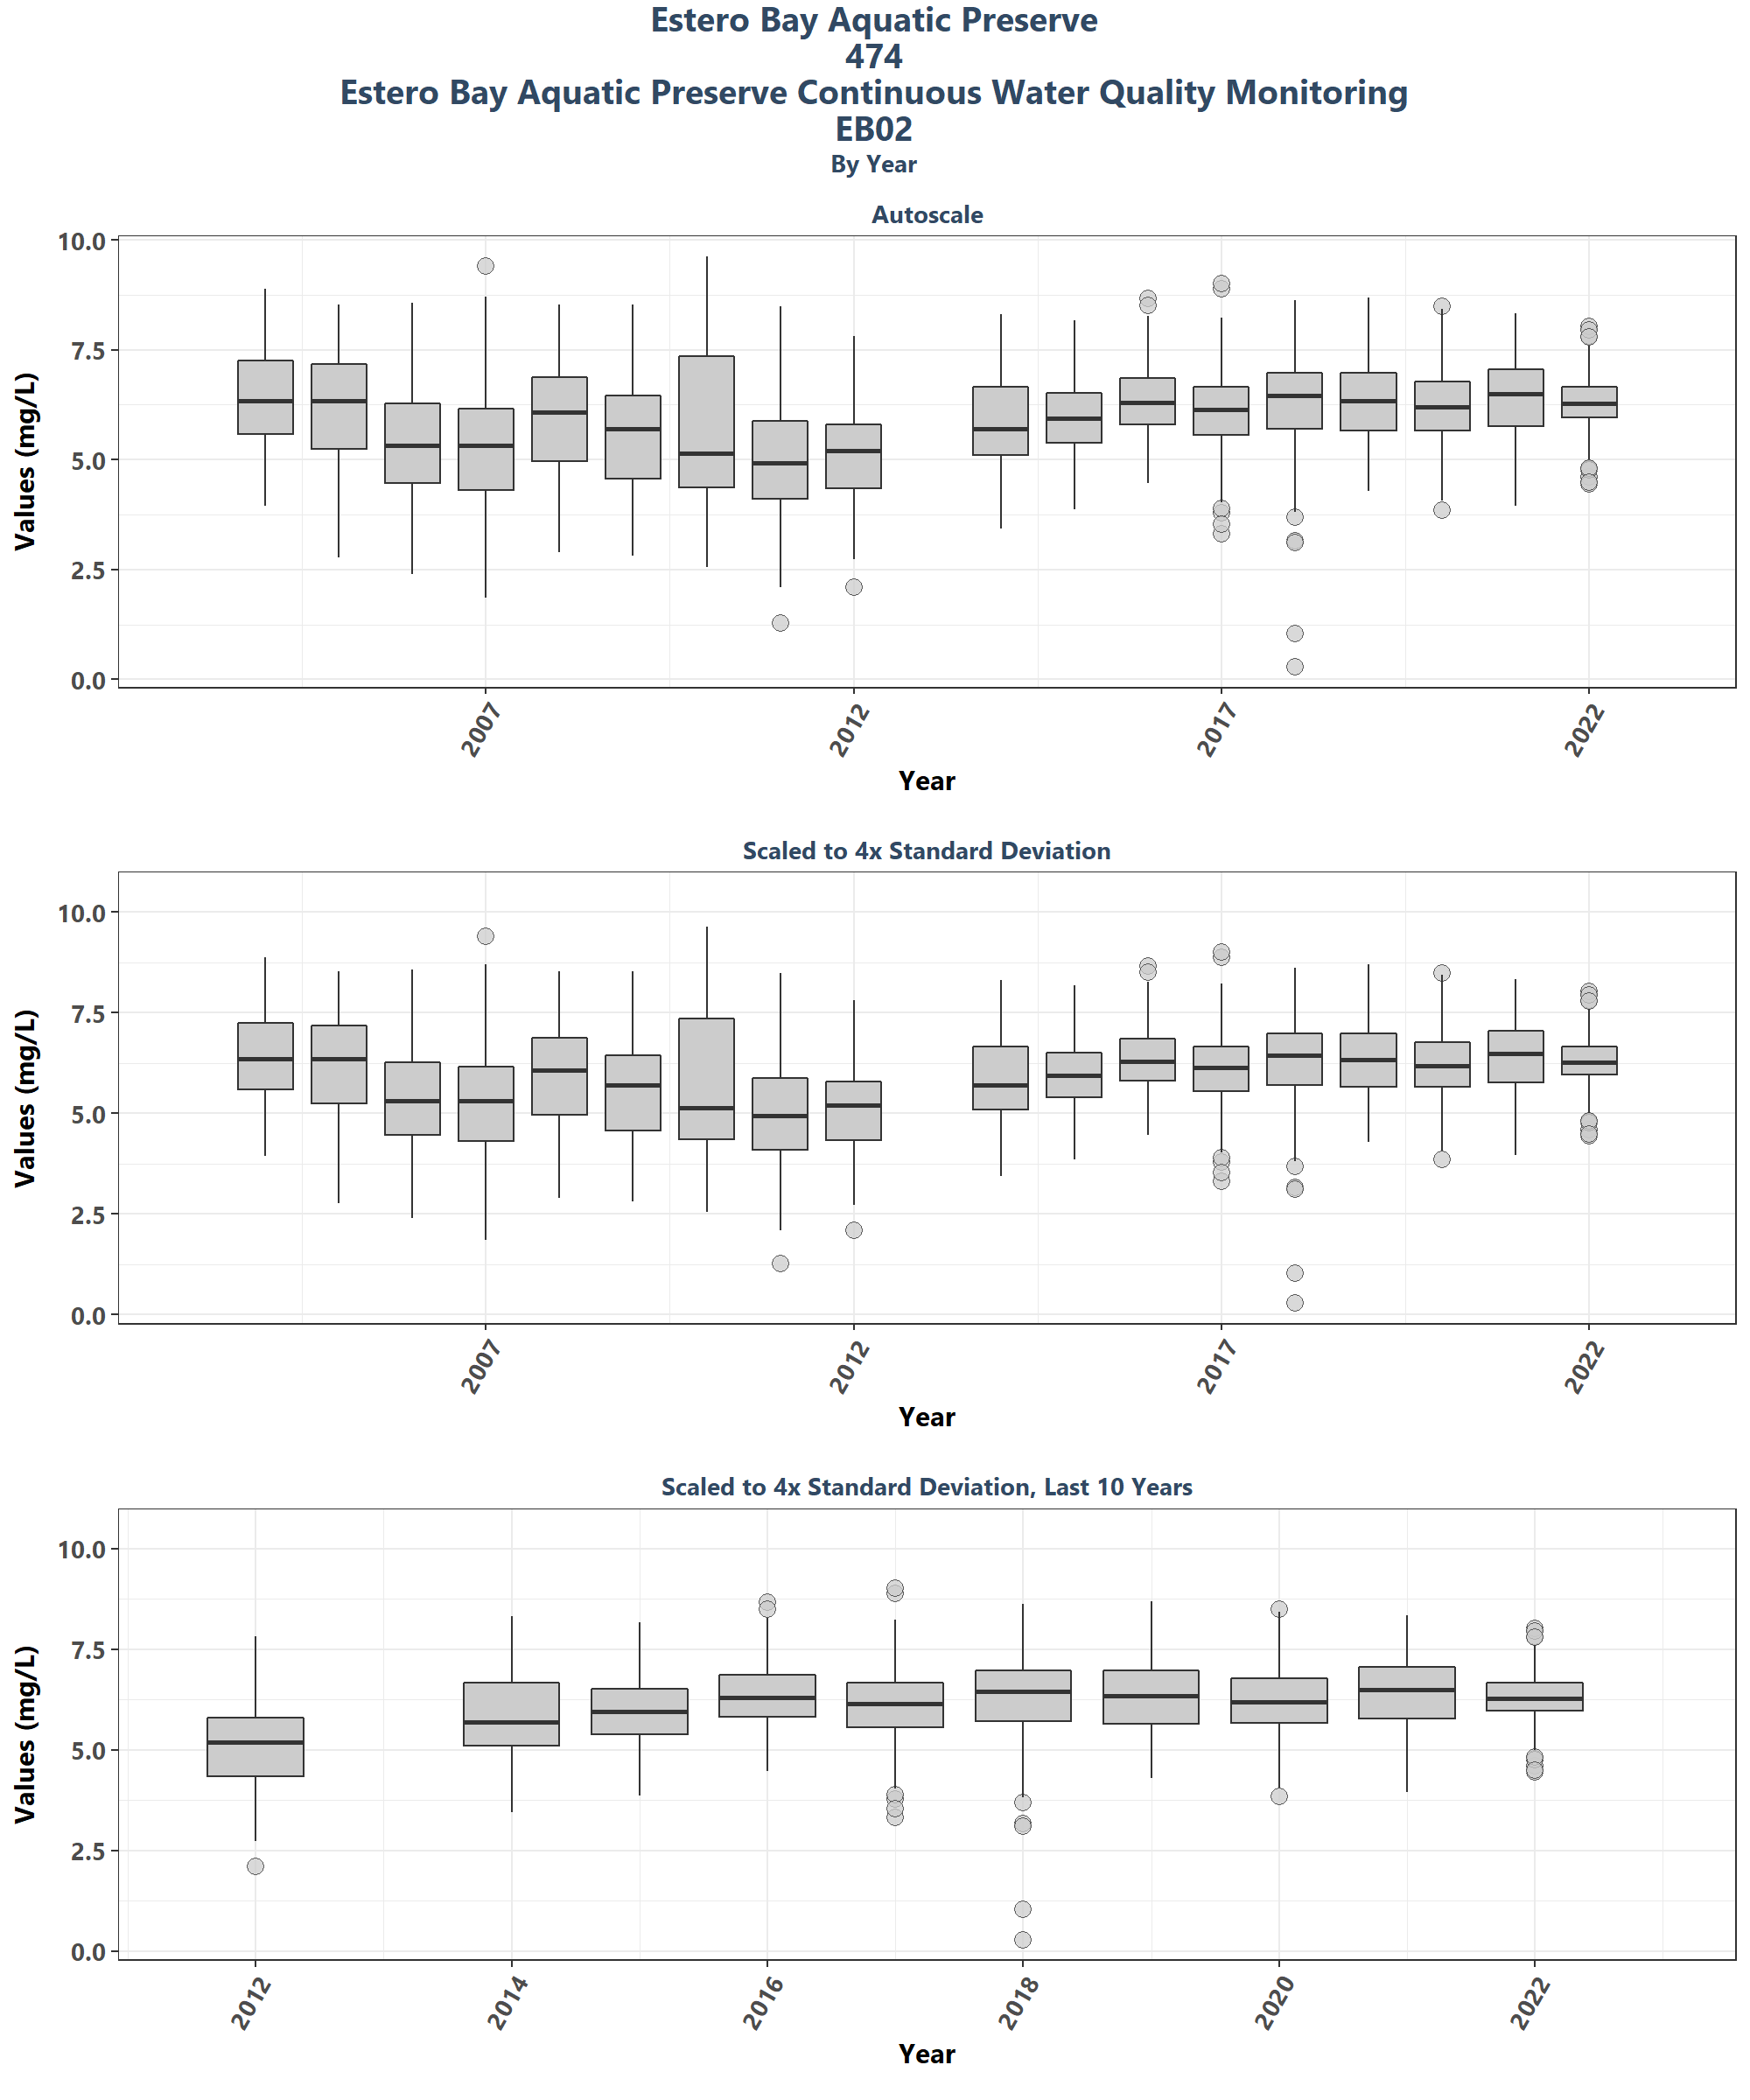 Estero Bay Aquatic Preserve
474
Estero Bay Aquatic Preserve Continuous Water Quality Monitoring
EB02
By Year
Autoscale
Values (mg/L)
10.0
7.5
5.0
2.5
0.0
2007 2012 2017 2022
Year
Scaled to 4x Standard Deviation
Values (mg/L)
10.0
7.5
5.0
2.5
0.0
2007 2012 2017 2022
Year
Scaled to 4x Standard Deviation, Last 10 Years
Values (mg/L)
10.0
7.5
5.0
2.5
0.0
2012 2014 2016 2018 2020 2022
Year